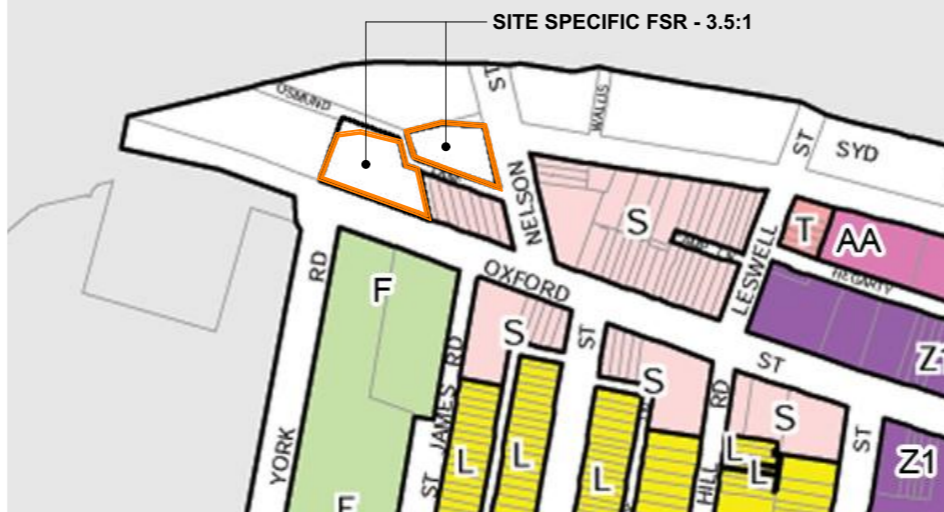 SITE SPECIFIC FSR - 3.5:1
OSMUND
ST
WALLIS
ST
SYD
NELSON
S
T
AA
LESWELL
HEGARTY
RD
F
OXFORD
ST
Z1
S
ST
S
RD
S
JAMES RD
YORK
L
L
L
L
L
HILL
ST
Z1
ST
F